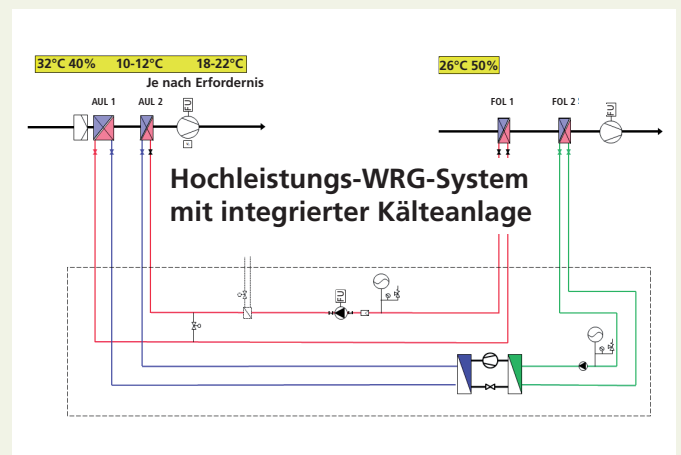 32°C 40% 10-12°C 18-22°C
26°C 50%
Je nach Erfordernis
AUL 1 AUL 2
FOL 1 FOL 2
FU
FU
Hochleistungs-WRG-System
mit integrierter Kälteanlage
FU